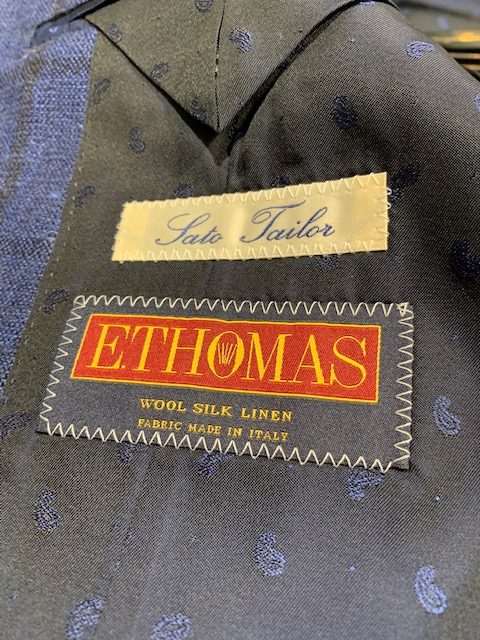 Sato Tailor
E.THOMAS
WOOL SILK LINEN
FABRIC MADE IN ITALY